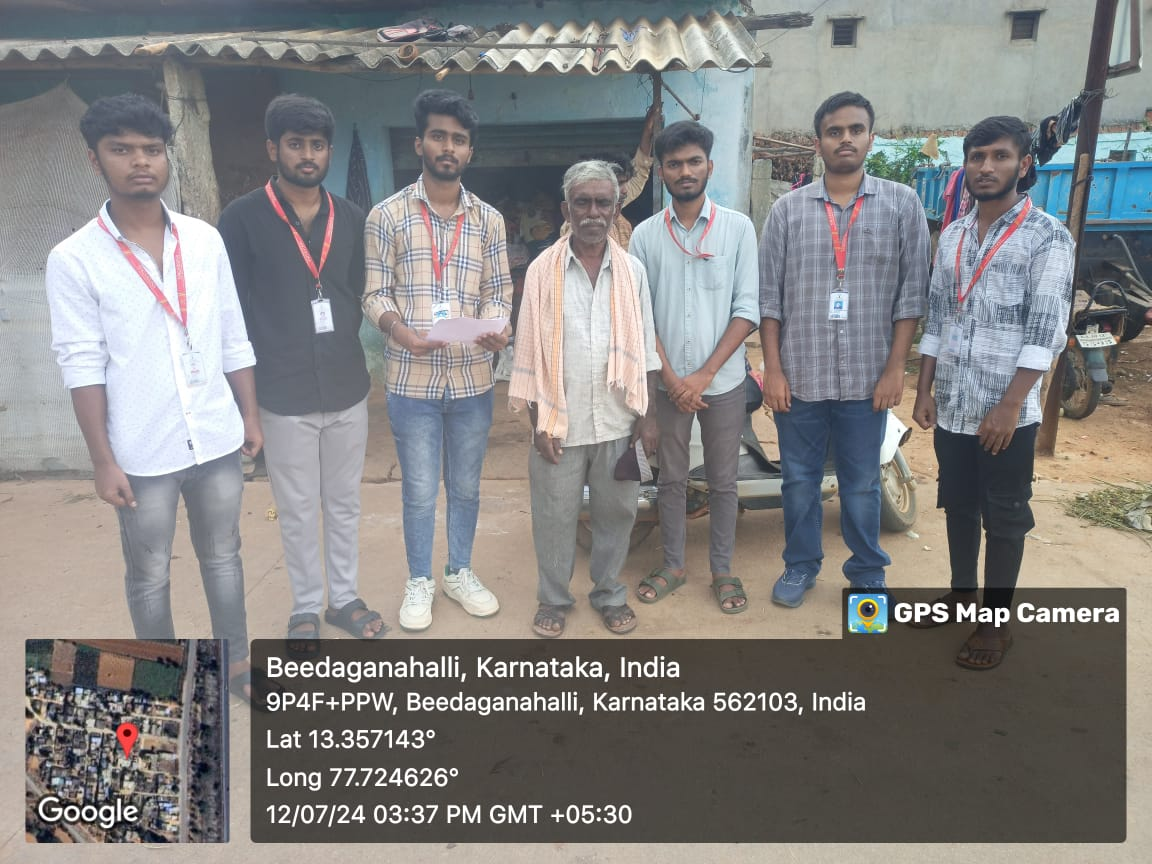 GPS Map Camera
Beedaganahalli, Karnataka, India
9P4F+PPW, Beedaganahalli, Karnataka 562103, India
Lat 13.357143°
Long 77.724626°
12/07/24 03:37 PM GMT +05:30
Google